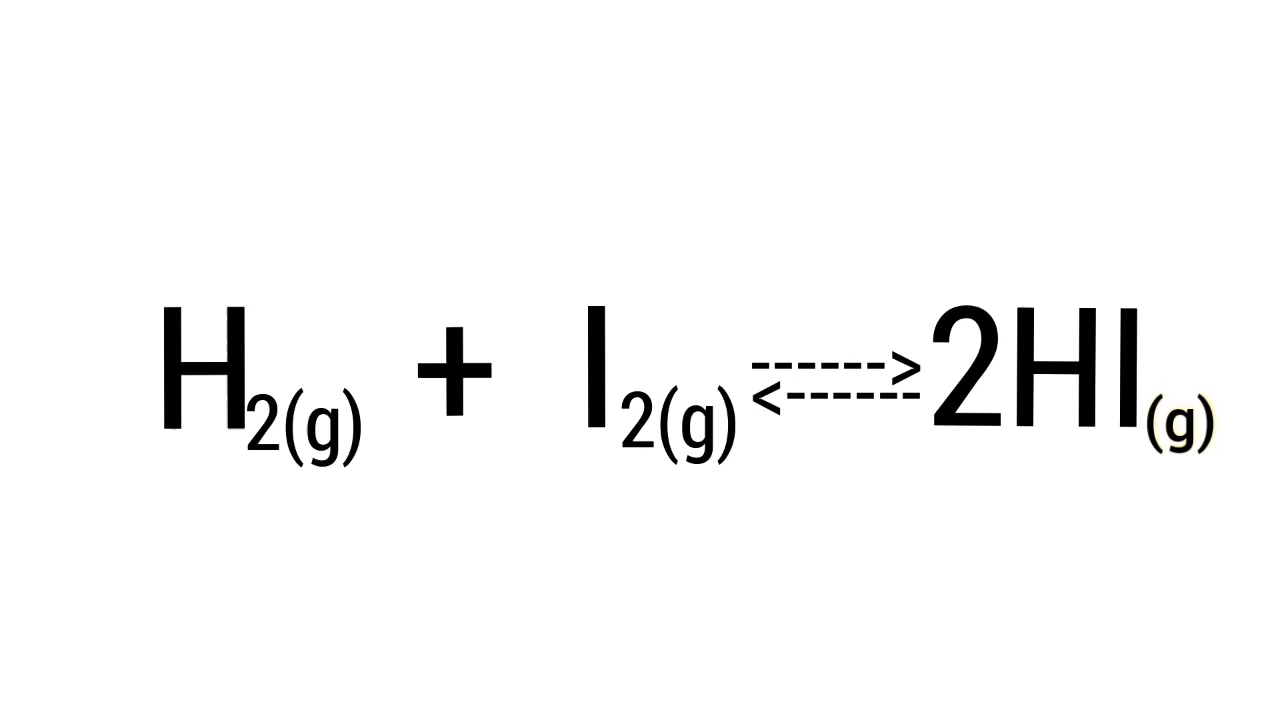 H2(g) + I2(g) ------> <------ 2HI(g)